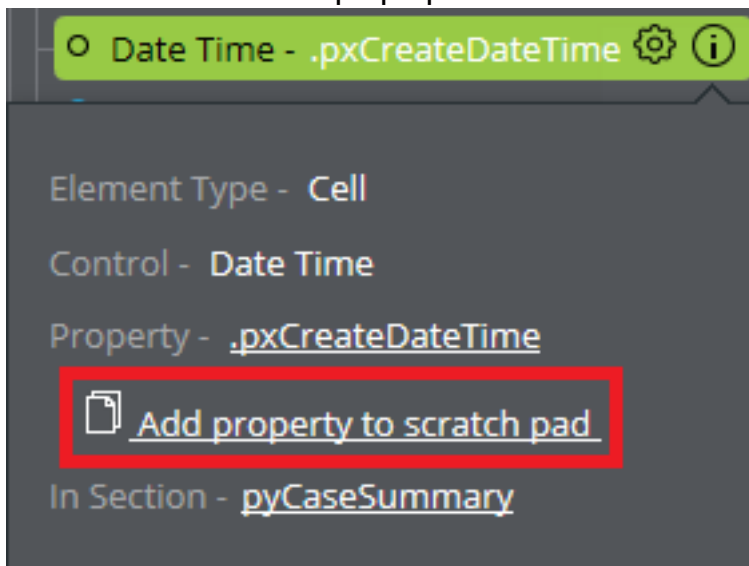 Date Time - .pxCreateDateTime
Element Type - Cell
Control - Date Time
Property - .pxCreateDateTime
Add property to scratch pad
In Section - pyCaseSummary